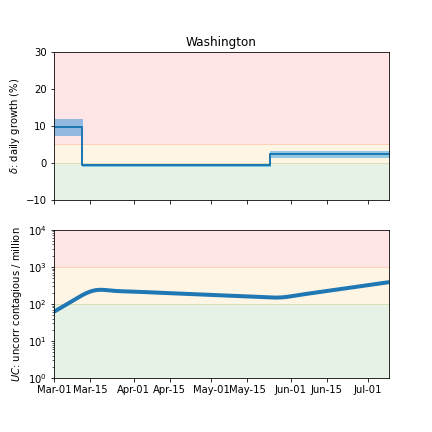 Washington
δ: daily growth (%)
30
20
10
0
−10
UC: uncorr contagious / million
10⁴
10³
10²
10¹
10⁰
Mar-01 Mar-15 Apr-01 Apr-15 May-01 May-15 Jun-01 Jun-15 Jul-01